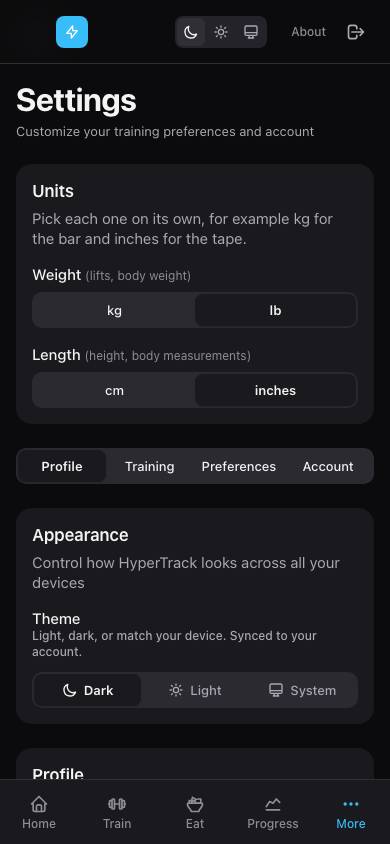 About
Settings
Customize your training preferences and account
Units
Pick each one on its own, for example kg for
the bar and inches for the tape.
Weight (lifts, body weight)
kg lb
Length (height, body measurements)
cm inches
Profile Training Preferences Account
Appearance
Control how HyperTrack looks across all your
devices
Theme
Light, dark, or match your device. Synced to your
account.
Dark Light System
Profile
Home Train Eat Progress More